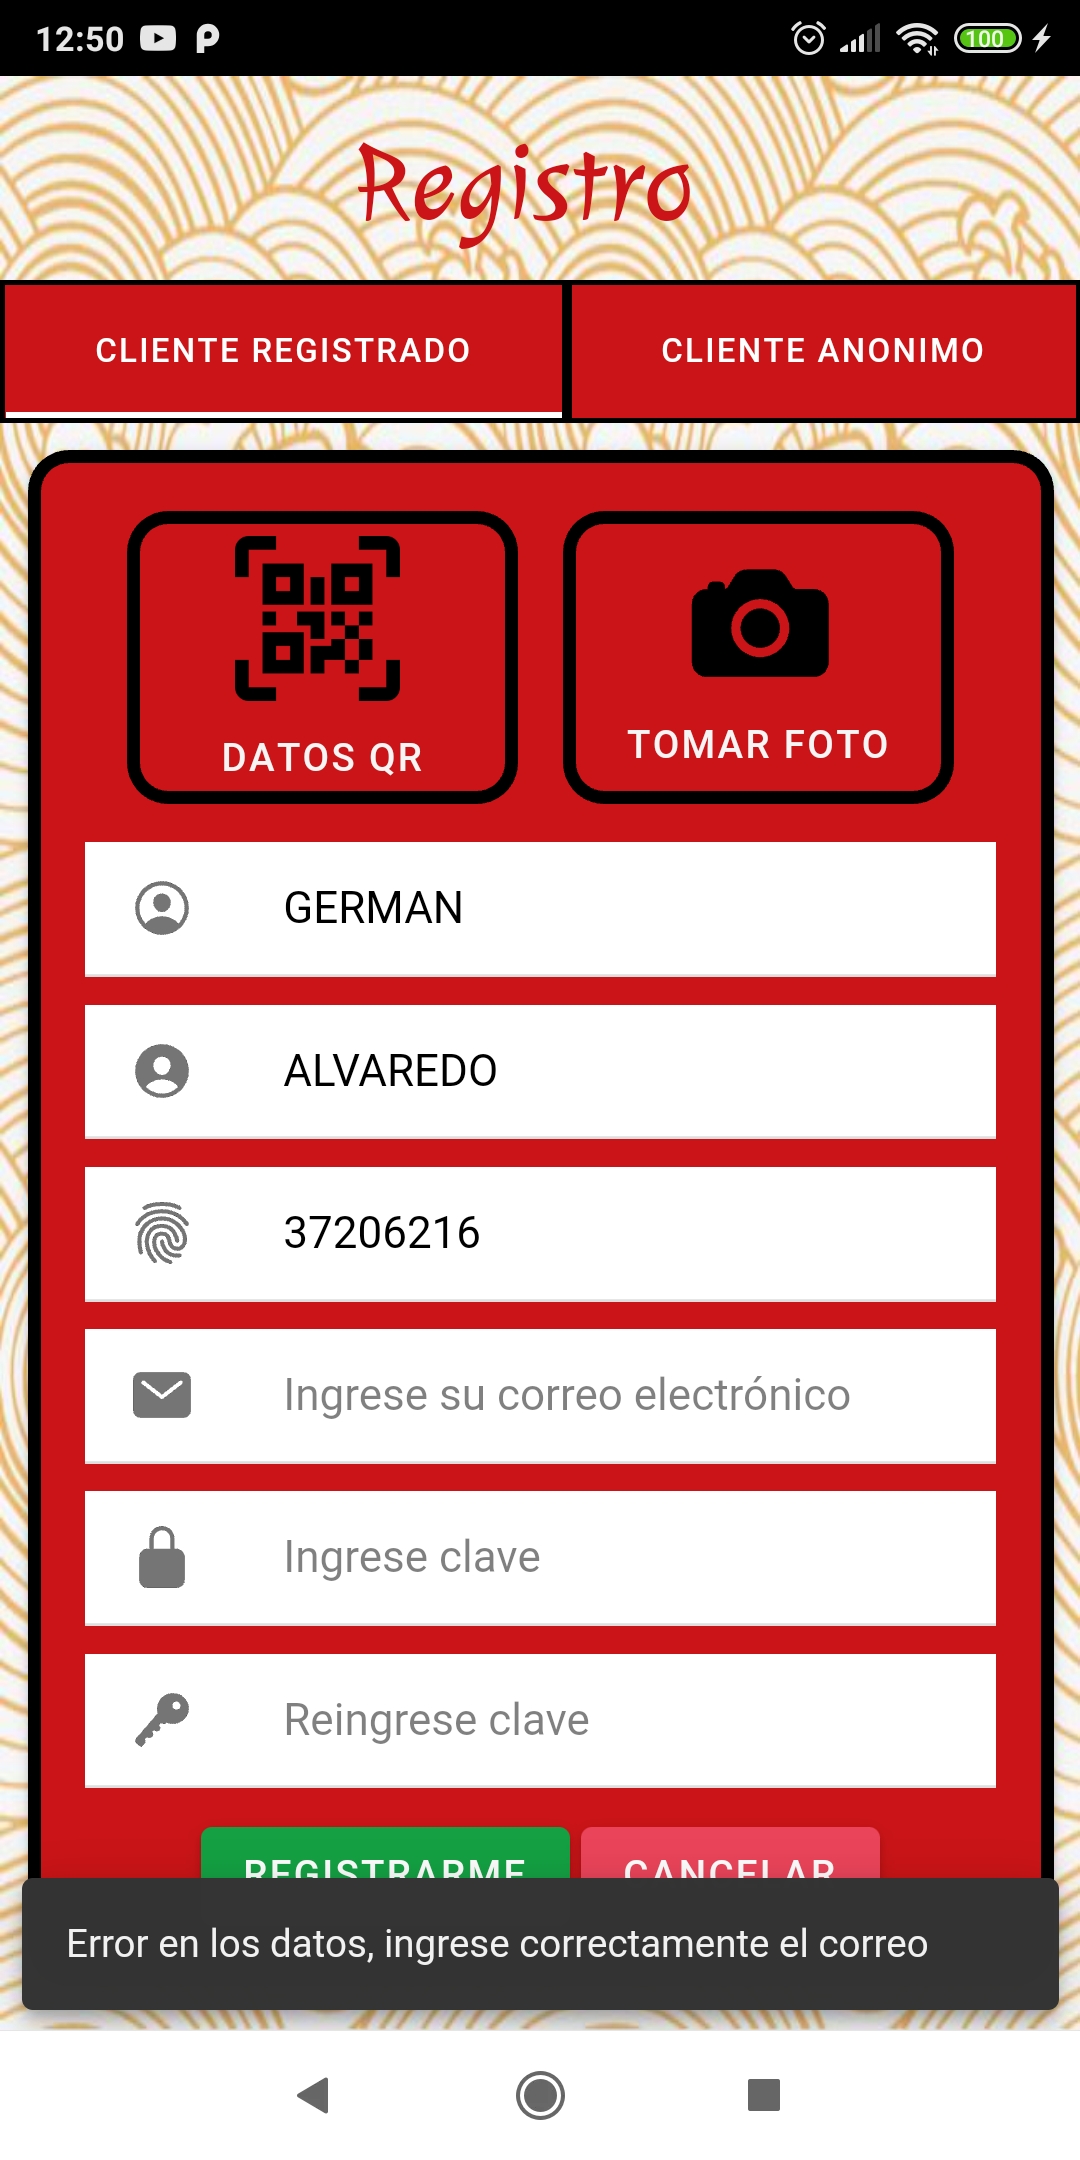 12:50
100
Registro
CLIENTE REGISTRADO
CLIENTE ANONIMO
DATOS QR
TOMAR FOTO
GERMAN
ALVAREDO
37206216
Ingrese su correo electrónico
Ingrese clave
Reingrese clave
REGISTRARME
CANCELAR
Error en los datos, ingrese correctamente el correo